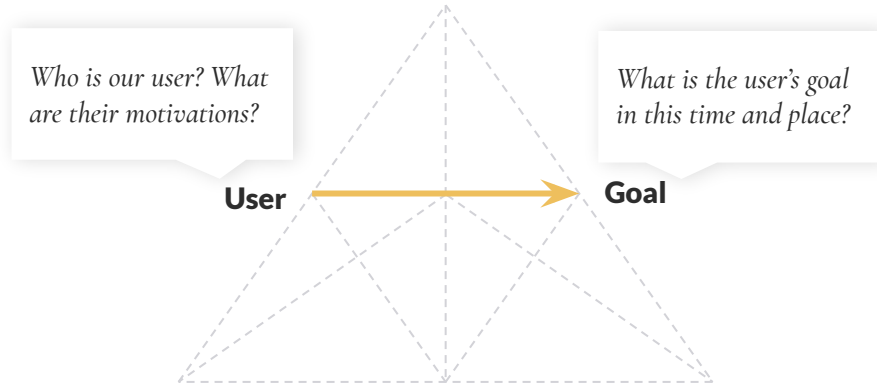 Who is our user? What
are their motivations?
What is the user’s goal
in this time and place?
User
Goal